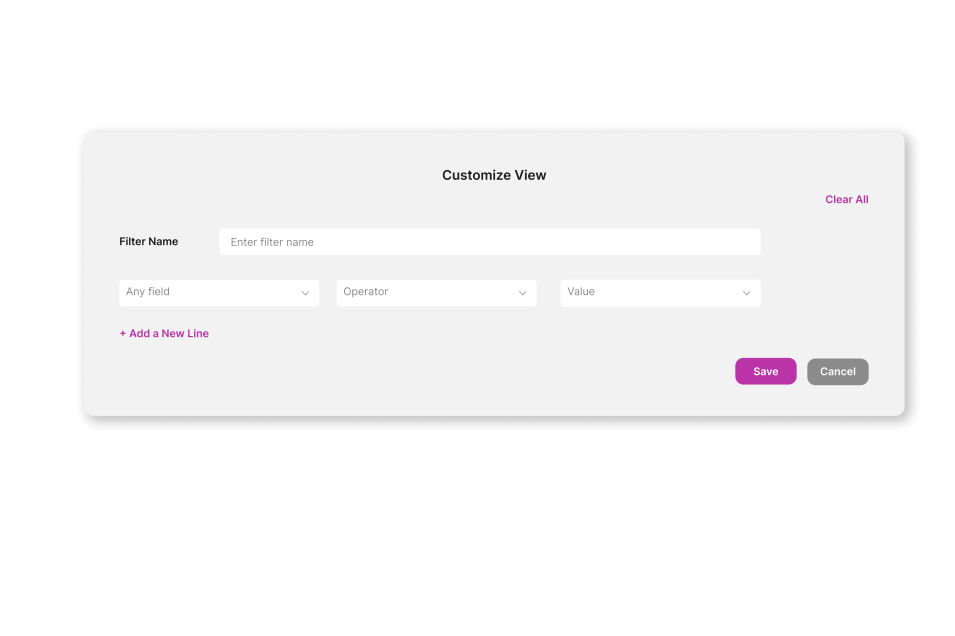 Customize View
Clear All
Filter Name
Enter filter name
Any field
Operator
Value
+ Add a New Line
Save
Cancel